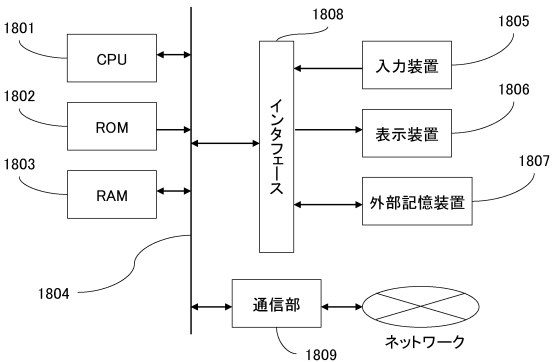 1801
CPU
1802
ROM
1803
RAM
1804
1808
インタフェース
1805
入力装置
1806
表示装置
1807
外部記憶装置
通信部
1809
ネットワーク